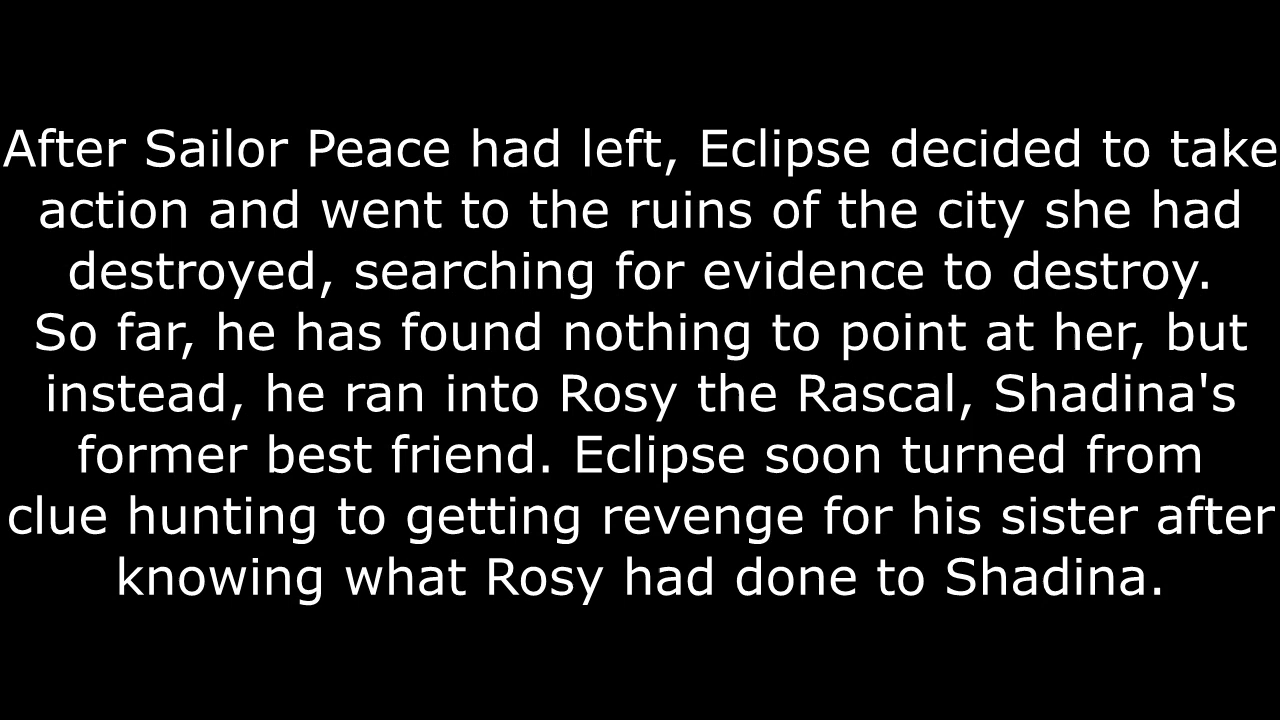 After Sailor Peace had left, Eclipse decided to take
action and went to the ruins of the city she had
destroyed, searching for evidence to destroy.
So far, he has found nothing to point at her, but
instead, he ran into Rosy the Rascal, Shadina's
former best friend. Eclipse soon turned from
clue hunting to getting revenge for his sister after
knowing what Rosy had done to Shadina.